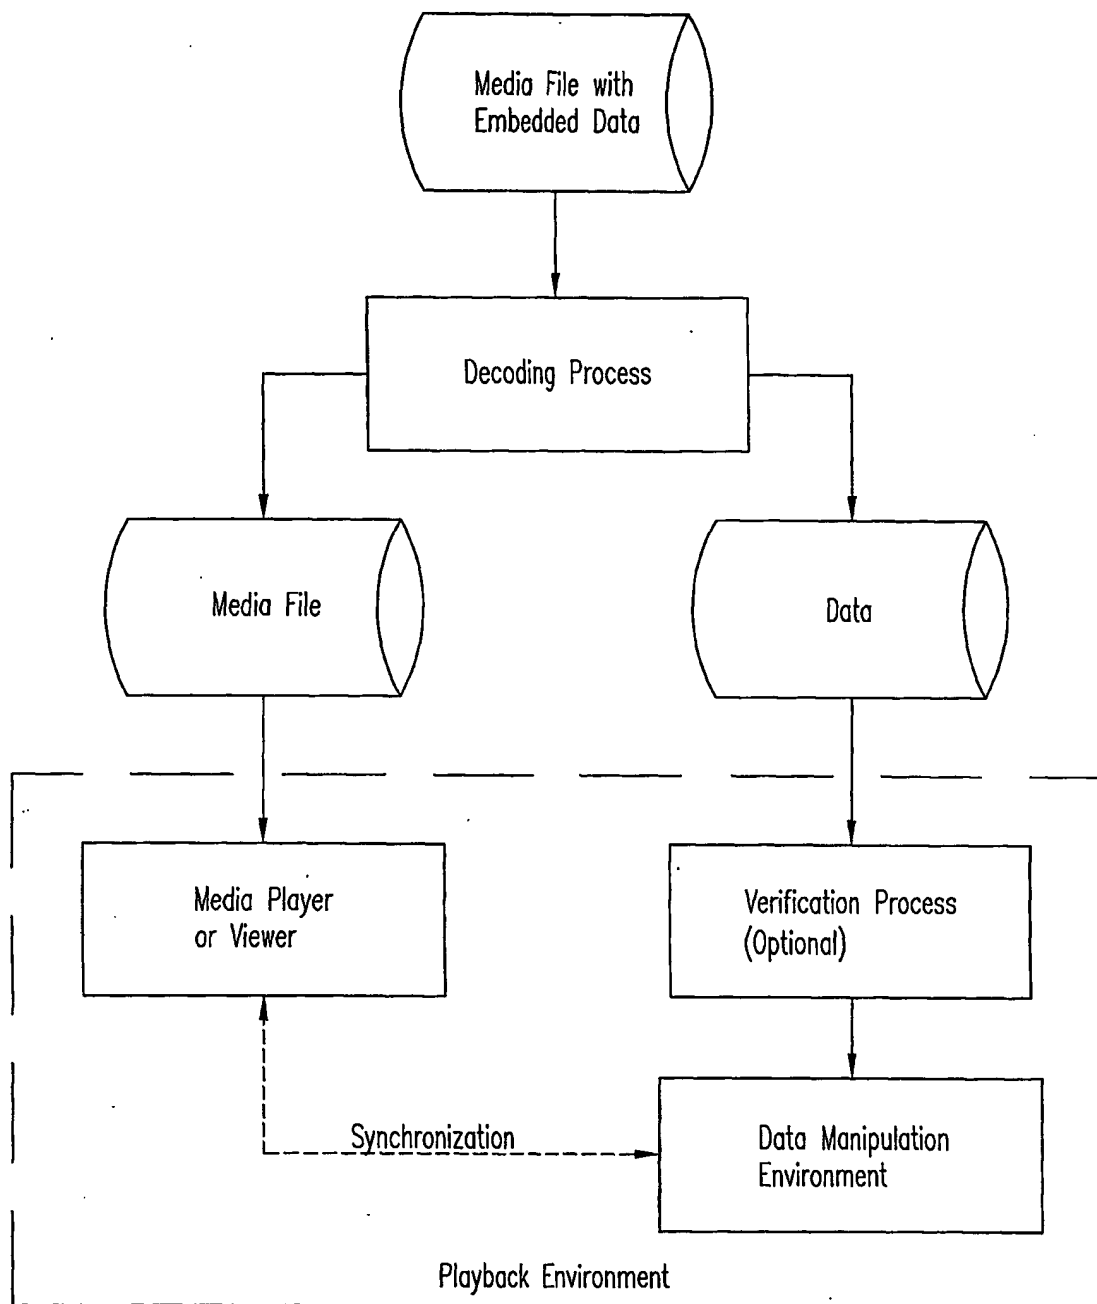 Media File with
Embedded Data
Decoding Process
Media File
Data
Media Player
or Viewer
Verification Process
(Optional)
Synchronization
Data Manipulation
Environment
Playback Environment